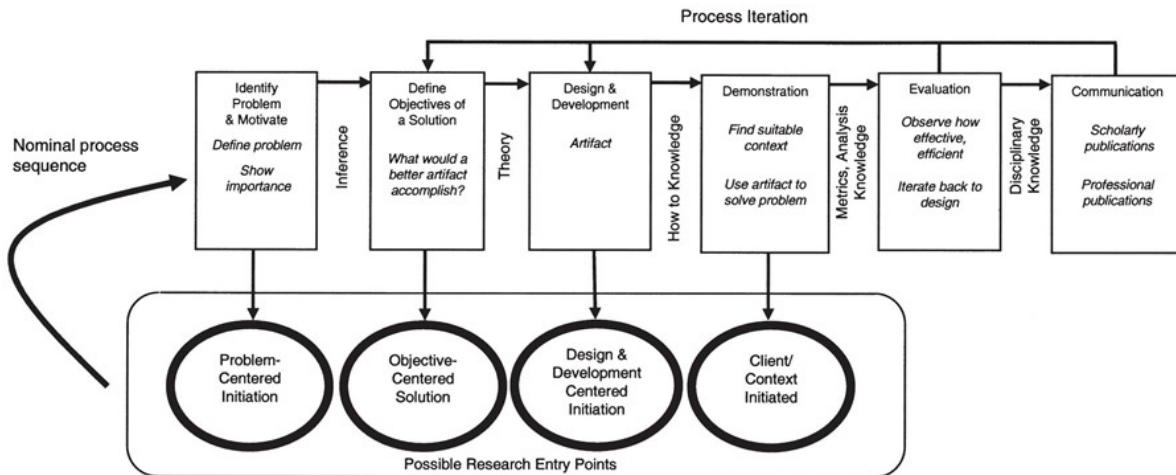 Process Iteration
Nominal process
sequence
Identify
Problem
& Motivate
Define problem
Show
importance
Inference
Define
Objectives of
a Solution
What would a
better artifact
accomplish?
Theory
Design &
Development
Artifact
How to Knowledge
Demonstration
Find suitable
context
Use artifact to
solve problem
Metrics, Analysis
Knowledge
Evaluation
Observe how
effective,
efficient
Iterate back to
design
Disciplinary
Knowledge
Communication
Scholarly
publications
Professional
publications
Problem-
Centered
Initiation
Objective-
Centered
Solution
Design &
Development
Centered
Initiation
Client/
Context
Initiated
Possible Research Entry Points